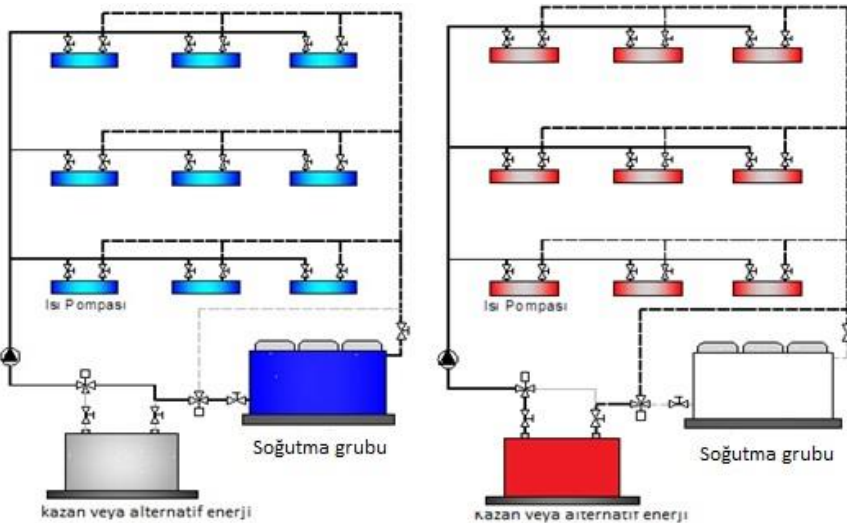 Isı Pompası
Soğutma grubu
kazan veya alternatif enerji
Isı Pompası
Soğutma grubu
kazan veya alternatif enerji